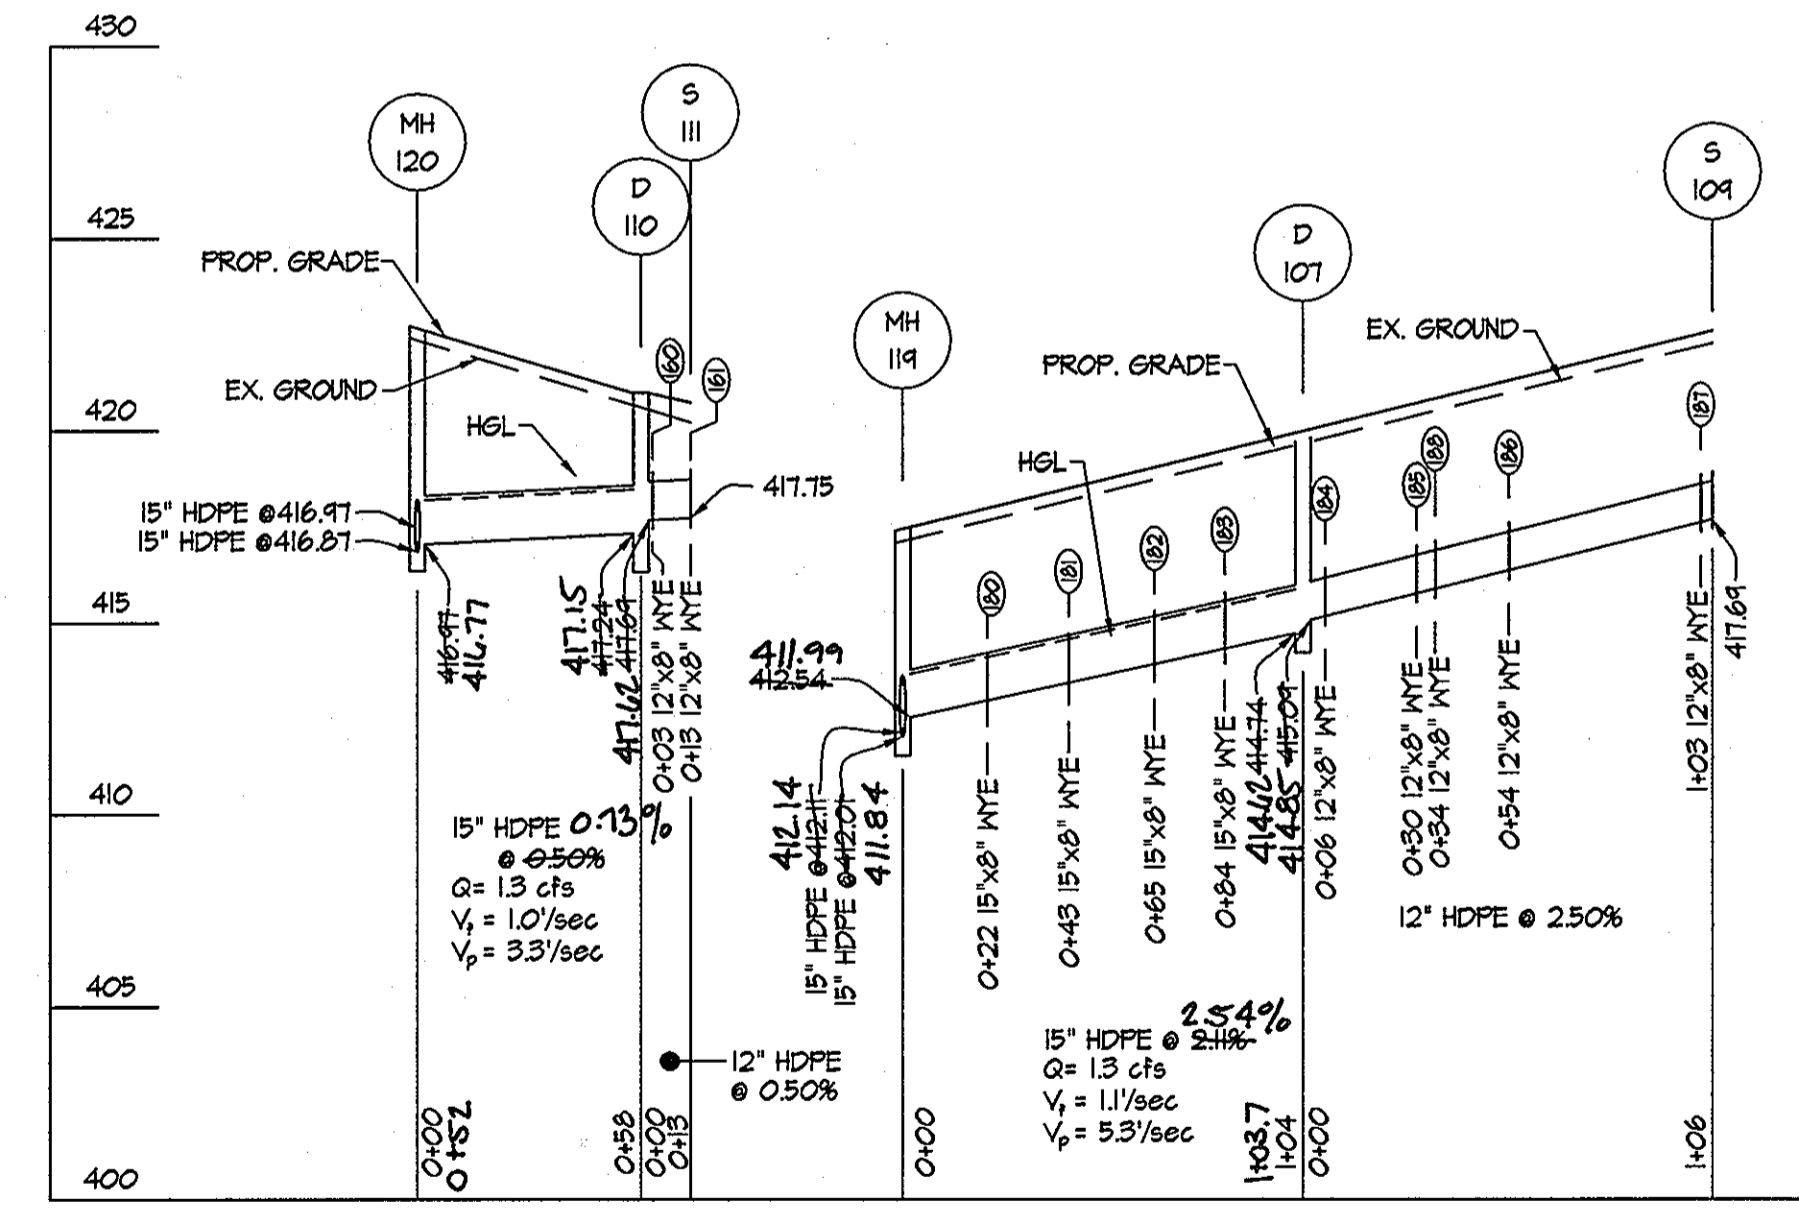 430
425
420
415
410
405
400
MH
120
S
111
D
110
PROP. GRADE
EX. GROUND
HGL
160
161
417.75
15" HDPE @416.97
15" HDPE @416.87
416.97
416.77
417.15
417.24
417.62 417.69
0+03 12"x8" WYE
0+13 12"x8" WYE
15" HDPE 0.73%
@ 0.50%
Q= 1.3 cfs
V, = 1.0'/sec
Vp = 3.3'/sec
12" HDPE
@ 0.50%
0+00
0+52
0+58
0+00
0+13
MH
119
D
107
S
109
PROP. GRADE
EX. GROUND
HGL
180
181
182
183
184
185
188
186
187
411.99
412.54
412.14
15" HDPE @412.11
15" HDPE @412.01
411.84
0+22 15"x8" WYE
0+43 15"x8" WYE
0+65 15"x8" WYE
0+84 15"x8" WYE
414.62 414.74
414.85 415.09
0+06 12"x8" WYE
0+30 12"x8" WYE
0+34 12"x8" WYE
0+54 12"x8" WYE
1+03 12"x8" WYE
417.69
12" HDPE @ 2.50%
2.54%
15" HDPE @ 2.11%
Q= 1.3 cfs
V, = 1.1'/sec
Vp = 5.3'/sec
0+00
1+03.7
1+04
0+00
1+06